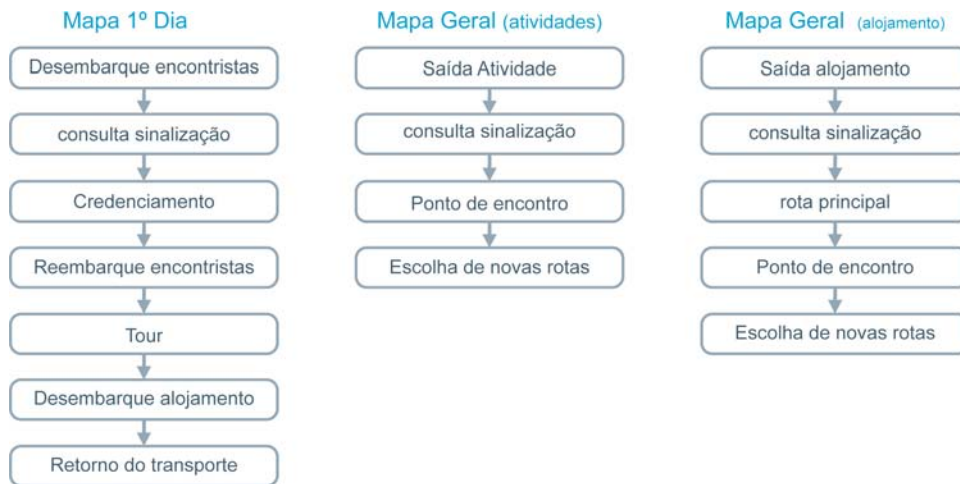 Mapa 1º Dia
Desembarque encontristas
consulta sinalização
Credenciamento
Reembarque encontristas
Tour
Desembarque alojamento
Retorno do transporte
Mapa Geral (atividades)
Saída Atividade
consulta sinalização
Ponto de encontro
Escolha de novas rotas
Mapa Geral (alojamento)
Saída alojamento
consulta sinalização
rota principal
Ponto de encontro
Escolha de novas rotas